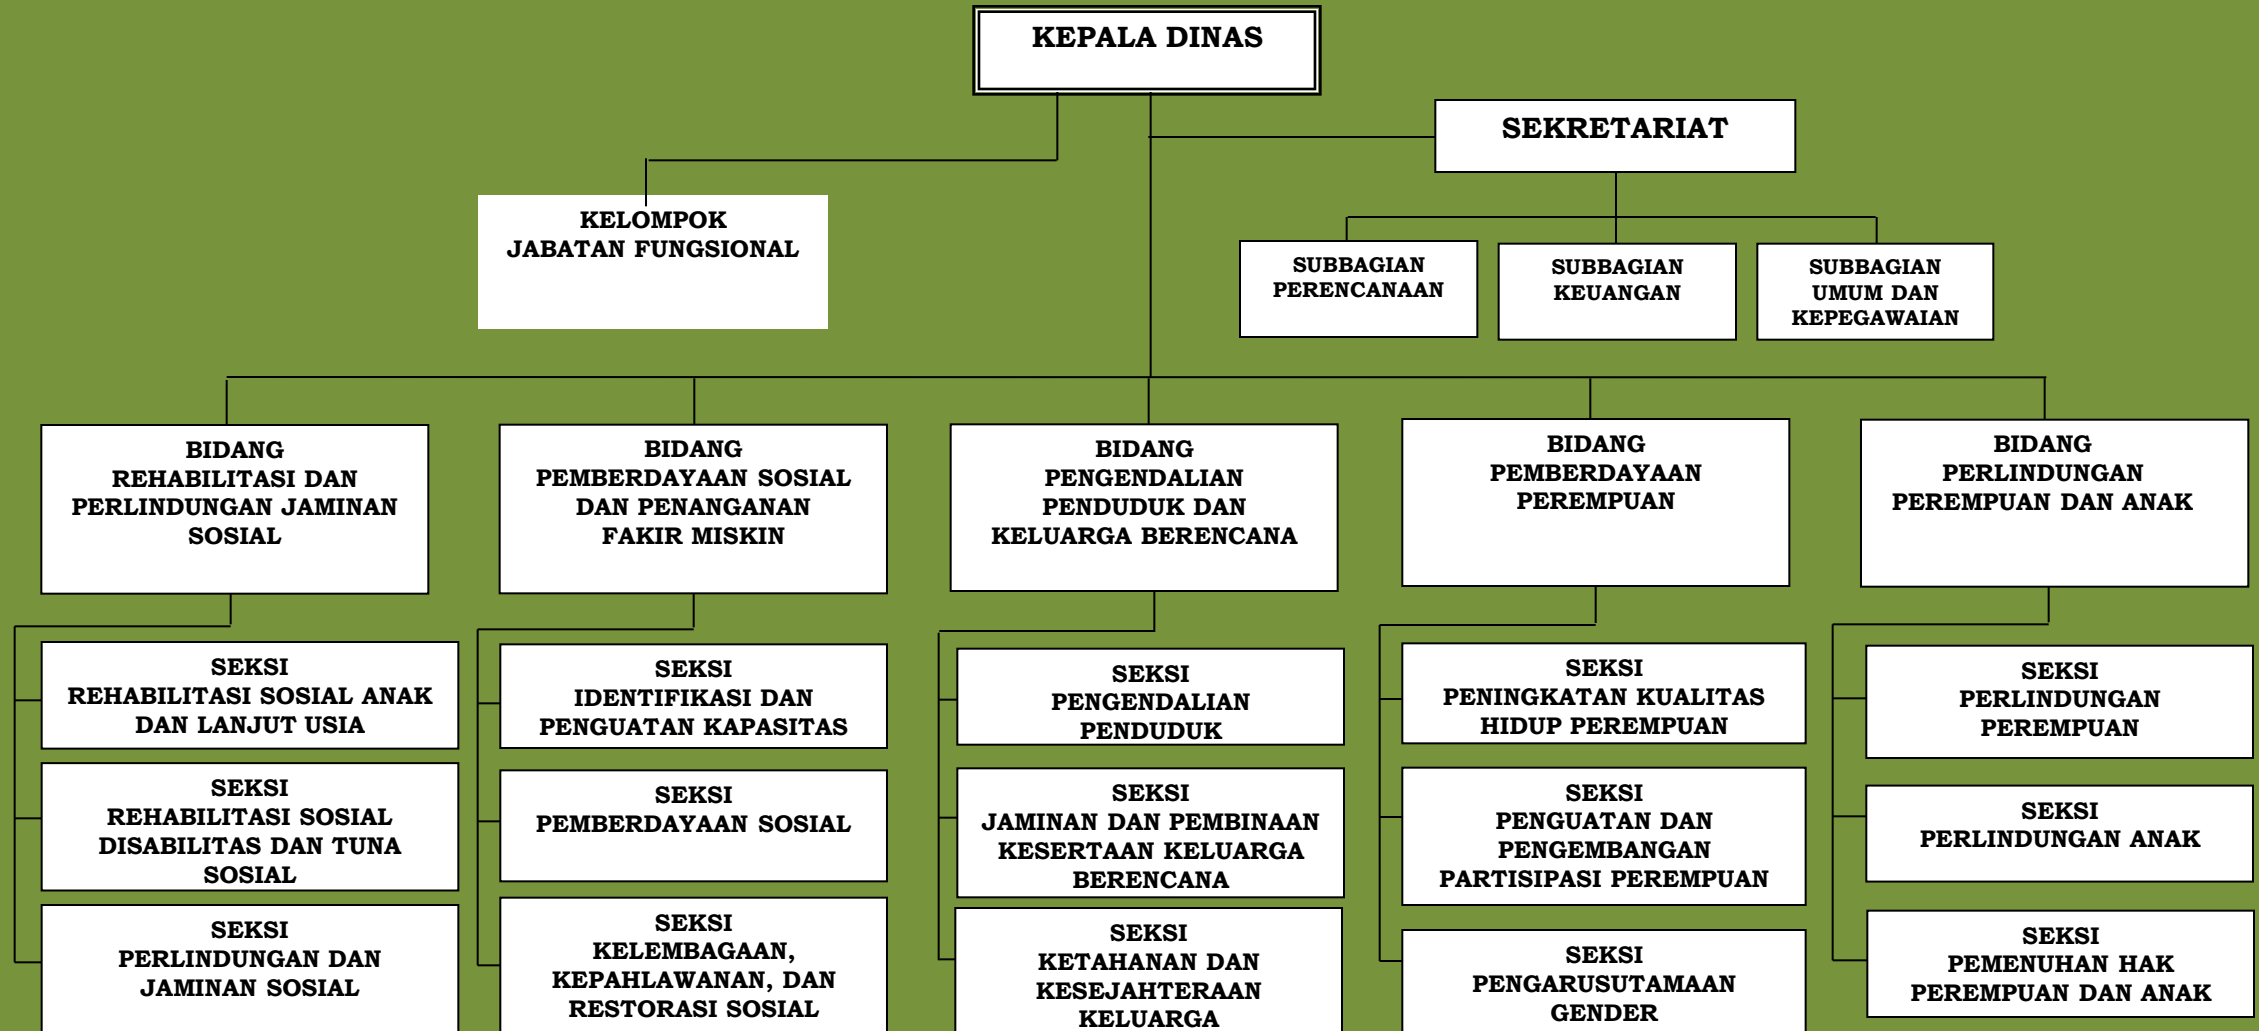 KEPALA DINAS
SEKRETARIAT
KELOMPOK
JABATAN FUNGSIONAL
SUBBAGIAN
PERENCANAAN
SUBBAGIAN
KEUANGAN
SUBBAGIAN
UMUM DAN
KEPEGAWAIAN
BIDANG
REHABILITASI DAN
PERLINDUNGAN JAMINAN
SOSIAL
BIDANG
PEMBERDAYAAN SOSIAL
DAN PENANGANAN
FAKIR MISKIN
BIDANG
PENGENDALIAN
PENDUDUK DAN
KELUARGA BERENCANA
BIDANG
PEMBERDAYAAN
PEREMPUAN
BIDANG
PERLINDUNGAN
PEREMPUAN DAN ANAK
SEKSI
REHABILITASI SOSIAL ANAK
DAN LANJUT USIA
SEKSI
IDENTIFIKASI DAN
PENGUATAN KAPASITAS
SEKSI
PENGENDALIAN
PENDUDUK
SEKSI
PENINGKATAN KUALITAS
HIDUP PEREMPUAN
SEKSI
PERLINDUNGAN
PEREMPUAN
SEKSI
REHABILITASI SOSIAL
DISABILITAS DAN TUNA
SOSIAL
SEKSI
PEMBERDAYAAN SOSIAL
SEKSI
JAMINAN DAN PEMBINAAN
KESERTAAN KELUARGA
BERENCANA
SEKSI
PENGUATAN DAN
PENGEMBANGAN
PARTISIPASI PEREMPUAN
SEKSI
PERLINDUNGAN ANAK
SEKSI
PERLINDUNGAN DAN
JAMINAN SOSIAL
SEKSI
KELEMBAGAAN,
KEPAHLAWANAN, DAN
RESTORASI SOSIAL
SEKSI
KETAHANAN DAN
KESEJAHTERAAN
KELUARGA
SEKSI
PENGARUSUTAMAAN
GENDER
SEKSI
PEMENUHAN HAK
PEREMPUAN DAN ANAK